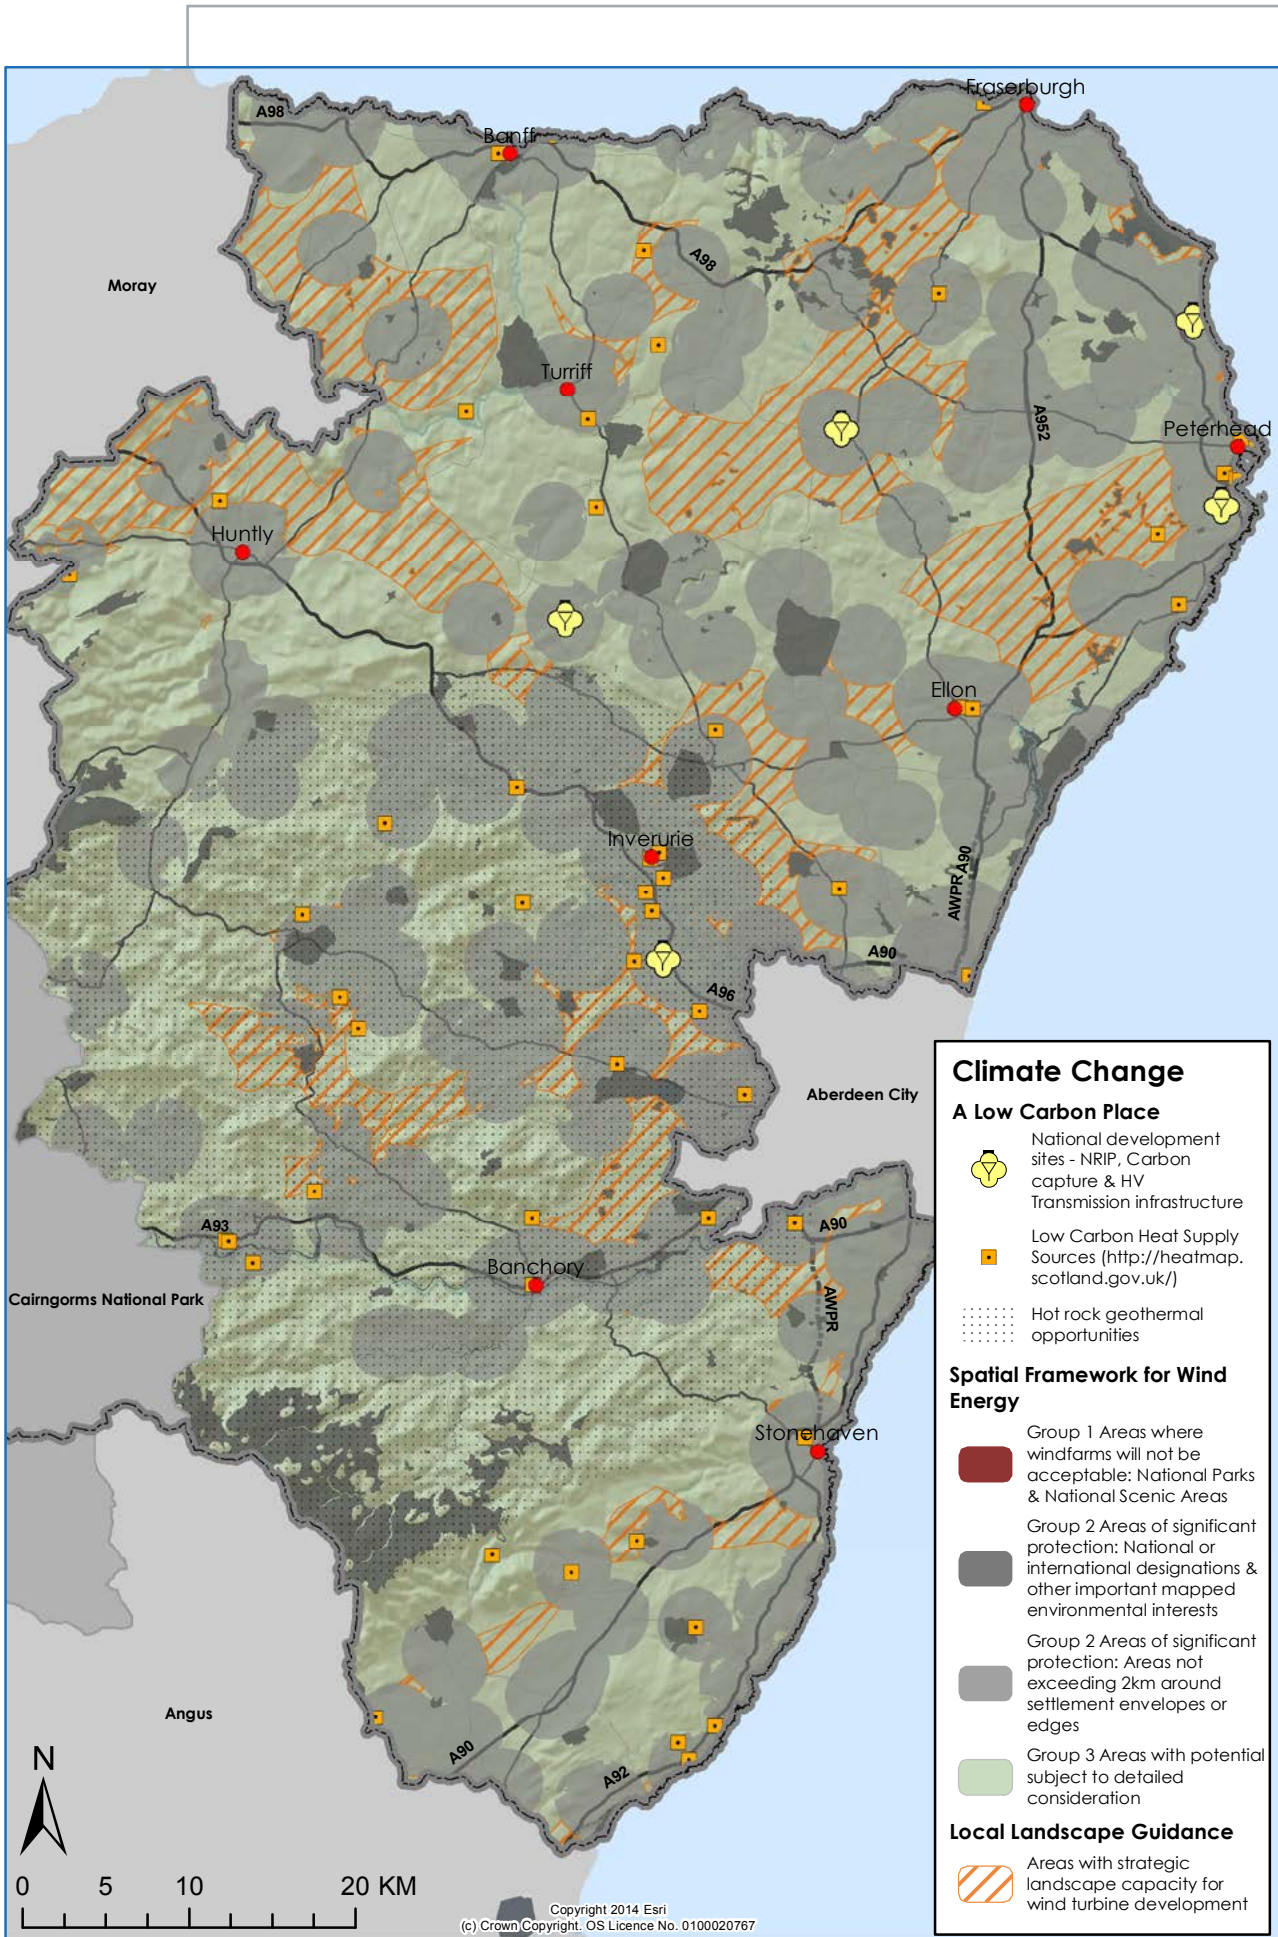 Fraserburgh
A98
Banff
A98
Moray
Turriff
A952
Peterhead
Huntly
Ellon
Inverurie
A90
AWPR
A90
A96
Aberdeen City
A93
A90
Banchory
Cairngorms National Park
AWPR
Stonehaven
Angus
A90
A92
N
0 5 10 20 KM
Copyright 2014 Esri
(c) Crown Copyright. OS Licence No. 0100020767
Climate Change
A Low Carbon Place
National development
sites - NRIP, Carbon
capture & HV
Transmission infrastructure
Low Carbon Heat Supply
Sources (http://heatmap.
scotland.gov.uk/)
Hot rock geothermal
opportunities
Spatial Framework for Wind
Energy
Group 1 Areas where
windfarms will not be
acceptable: National Parks
& National Scenic Areas
Group 2 Areas of significant
protection: National or
international designations &
other important mapped
environmental interests
Group 2 Areas of significant
protection: Areas not
exceeding 2km around
settlement envelopes or
edges
Group 3 Areas with potential
subject to detailed
consideration
Local Landscape Guidance
Areas with strategic
landscape capacity for
wind turbine development